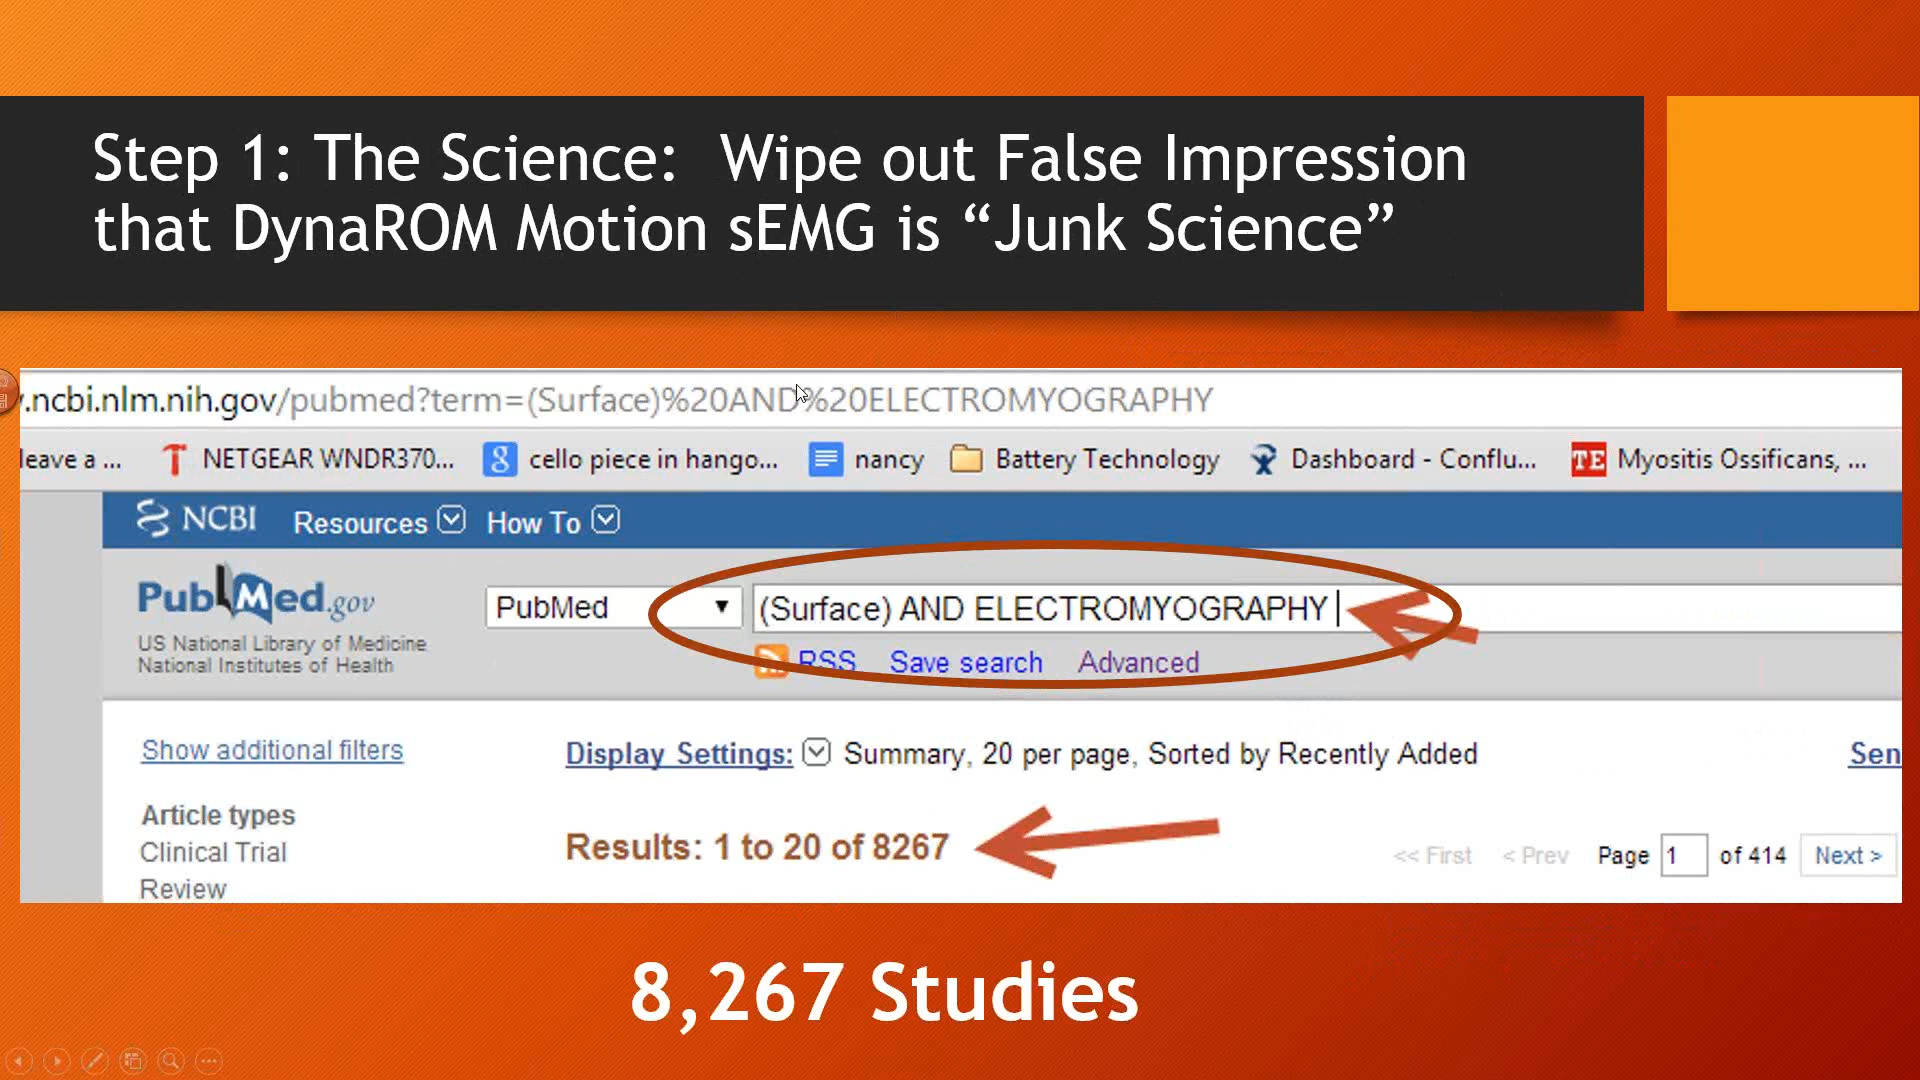 Step 1: The Science: Wipe out False Impression
that DynaROM Motion sEMG is “Junk Science”
.ncbi.nlm.nih.gov/pubmed?term=(Surface)%20AND%20ELECTROMYOGRAPHY
leave a ... NETGEAR WNDR370... cello piece in hango... nancy Battery Technology Dashboard - Conflu... TE Myositis Ossificans, ...
NCBI Resources How To
PubMed.gov PubMed (Surface) AND ELECTROMYOGRAPHY
US National Library of Medicine
National Institutes of Health
RSS Save search Advanced
Show additional filters Display Settings: Summary, 20 per page, Sorted by Recently Added Sen
Article types
Clinical Trial
Review
Results: 1 to 20 of 8267 << First < Prev Page 1 of 414 Next >
8,267 Studies